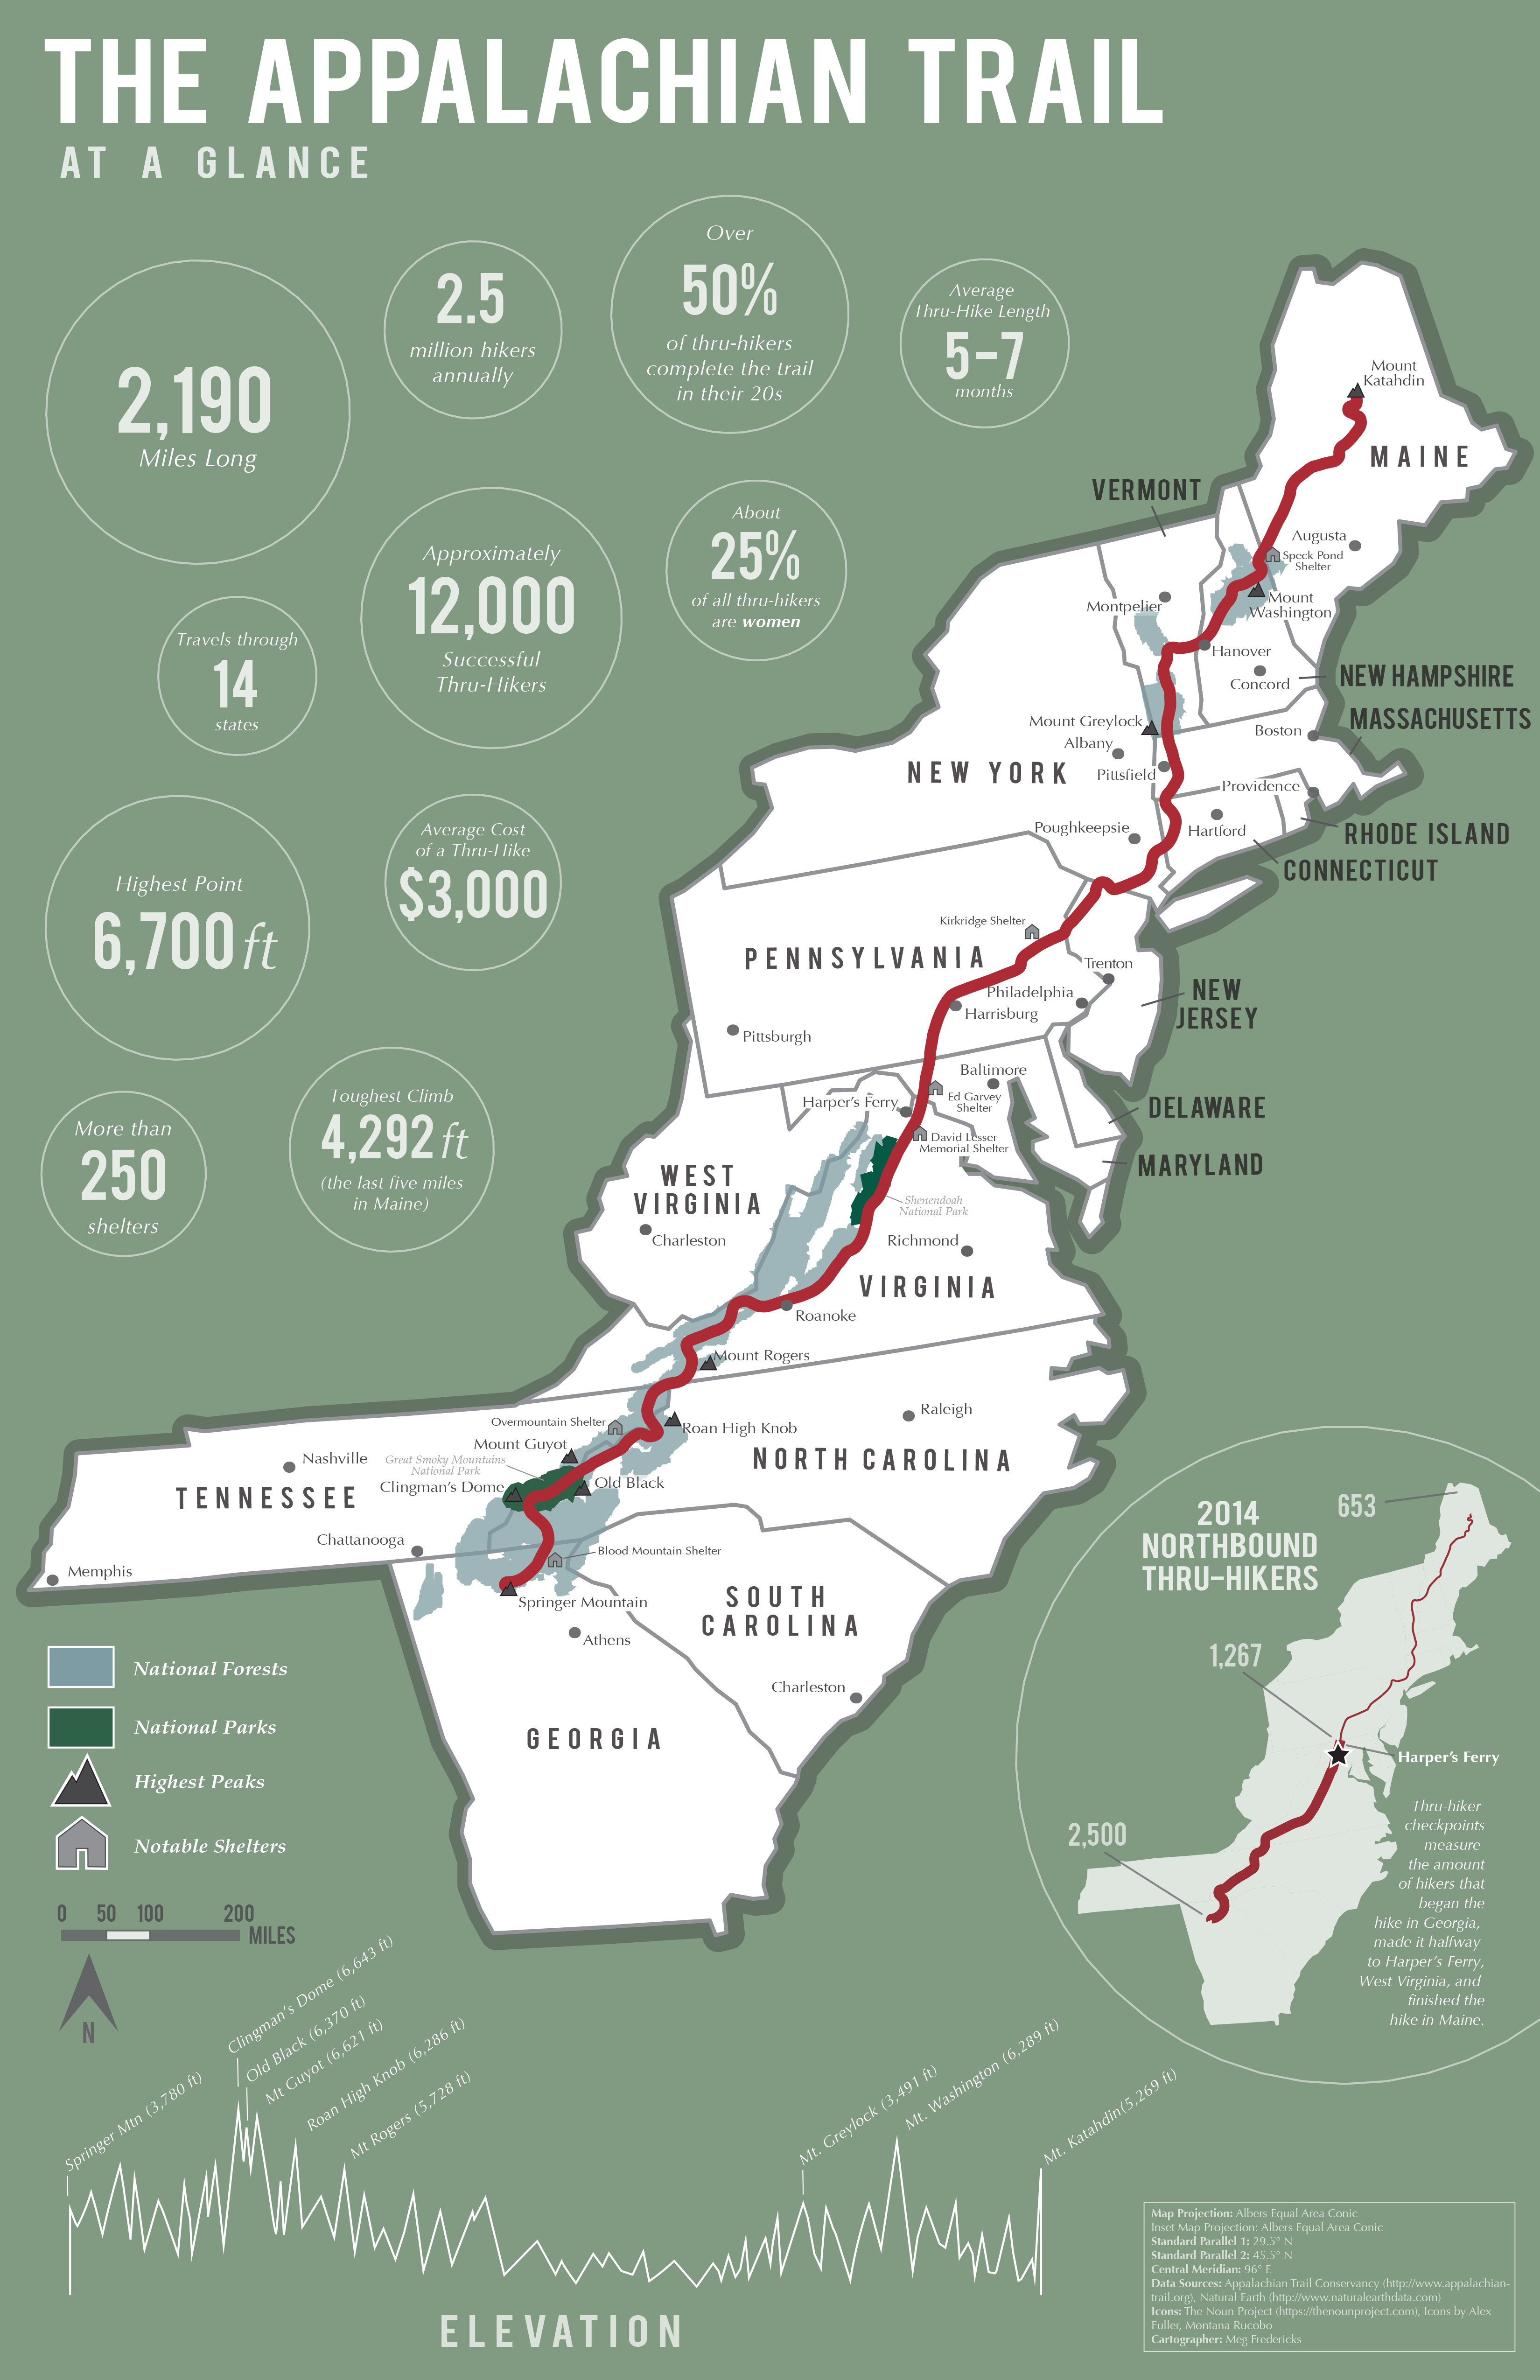 THE APPALACHIAN TRAIL
AT A GLANCE
2,190
Miles Long
2.5
million hikers
annually
Over
50%
of thru-hikers
complete the trail
in their 20s
Average
Thru-Hike Length
5-7
months
Travels through
14
states
Approximately
12,000
Successful
Thru-Hikers
About
25%
of all thru-hikers
are women
Highest Point
6,700 ft
Average Cost
of a Thru-Hike
$3,000
More than
250
shelters
Toughest Climb
4,292 ft
(the last five miles
in Maine)
Mount
Katahdin
MAINE
VERMONT
Augusta
Speck Pond
Shelter
Mount
Washington
Montpelier
Hanover
Concord
NEW HAMPSHIRE
MASSACHUSETTS
Mount Greylock
Boston
Albany
NEW YORK
Pittsfield
Providence
Poughkeepsie
Hartford
RHODE ISLAND
CONNECTICUT
Kirkridge Shelter
PENNSYLVANIA
Trenton
Philadelphia
NEW
JERSEY
Harrisburg
Pittsburgh
Baltimore
Harper's Ferry
Ed Garvey
Shelter
DELAWARE
David Lesser
Memorial Shelter
MARYLAND
WEST
VIRGINIA
Shenendoah
National Park
Charleston
Richmond
VIRGINIA
Roanoke
Mount Rogers
Raleigh
Overmountain Shelter
Roan High Knob
Mount Guyot
NORTH CAROLINA
Nashville
Great Smoky Mountains
National Park
Clingman's Dome
Old Black
TENNESSEE
Chattanooga
Blood Mountain Shelter
Memphis
Springer Mountain
SOUTH
CAROLINA
Athens
Charleston
GEORGIA
National Forests
National Parks
Highest Peaks
Notable Shelters
0 50 100 200
MILES
N
2014
NORTHBOUND
THRU-HIKERS
653
1,267
Harper's Ferry
2,500
Thru-hiker
checkpoints
measure
the amount
of hikers that
began the
hike in Georgia,
made it halfway
to Harper's Ferry,
West Virginia, and
finished the
hike in Maine.
Springer Mtn (3,780 ft)
Clingman's Dome (6,643 ft)
Old Black (6,370 ft)
Mt Guyot (6,621 ft)
Roan High Knob (6,286 ft)
Mt Rogers (5,728 ft)
Mt. Greylock (3,491 ft)
Mt. Washington (6,289 ft)
Mt. Katahdin(5,269 ft)
ELEVATION
Map Projection: Albers Equal Area Conic
Inset Map Projection: Albers Equal Area Conic
Standard Parallel 1: 29.5° N
Standard Parallel 2: 45.5° N
Central Meridian: 96° E
Data Sources: Appalachian Trail Conservancy (http://www.appalachian-
trail.org), Natural Earth (http://www.naturalearthdata.com)
Icons: The Noun Project (https://thenounproject.com), Icons by Alex
Fuller, Montana Rucobo
Cartographer: Meg Fredericks